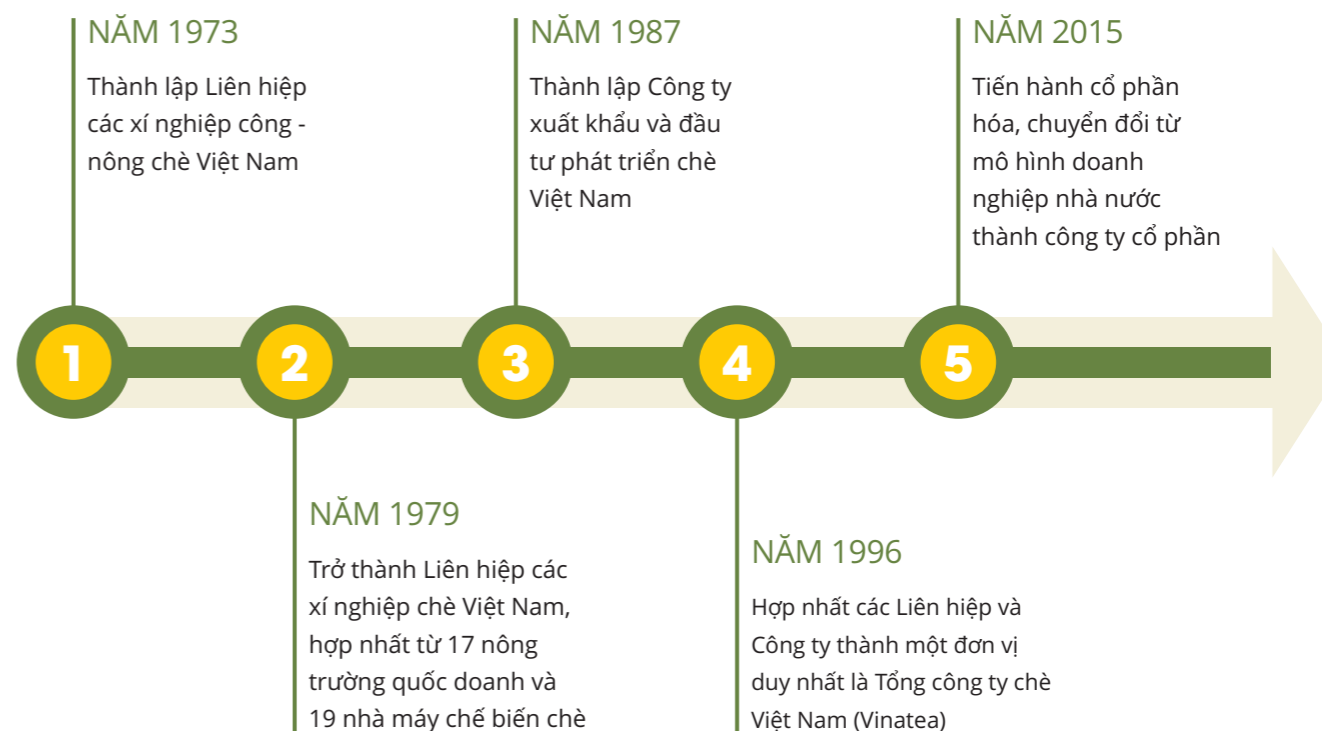 NĂM 1973
Thành lập Liên hiệp
các xí nghiệp công -
nông chè Việt Nam
NĂM 1987
Thành lập Công ty
xuất khẩu và đầu
tư phát triển chè
Việt Nam
NĂM 2015
Tiến hành cổ phần
hóa, chuyển đổi từ
mô hình doanh
nghiệp nhà nước
thành công ty cổ phần
1
2
3
4
5
NĂM 1979
Trở thành Liên hiệp các
xí nghiệp chè Việt Nam,
hợp nhất từ 17 nông
trường quốc doanh và
19 nhà máy chế biến chè
NĂM 1996
Hợp nhất các Liên hiệp và
Công ty thành một đơn vị
duy nhất là Tổng công ty chè
Việt Nam (Vinatea)